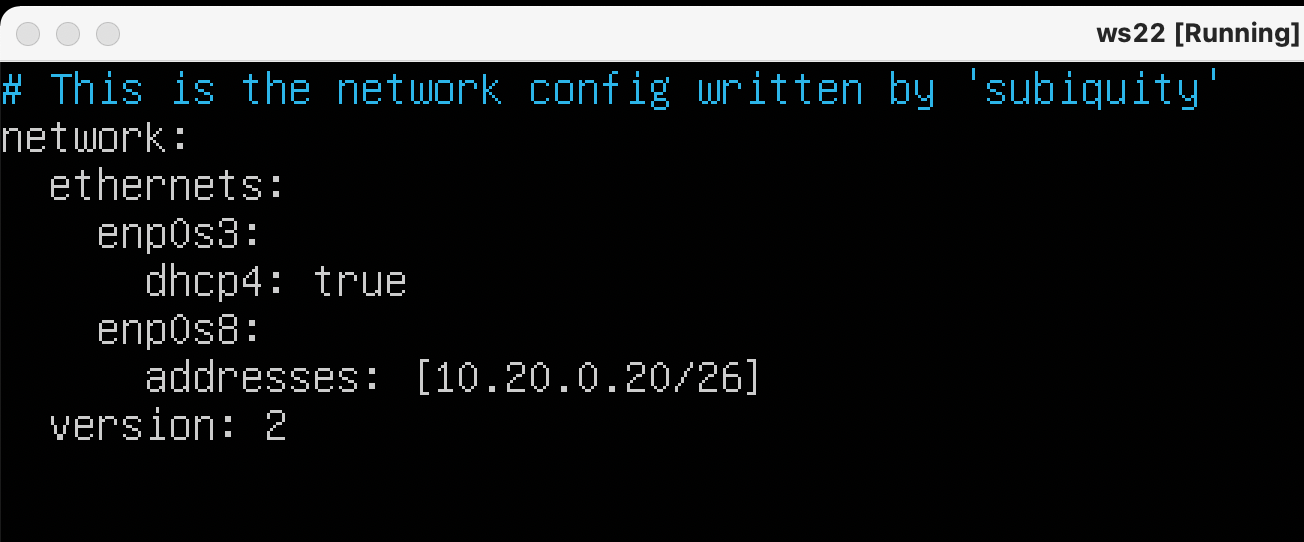 ws22 [Running]
# This is the network config written by 'subiquity'
network:
  ethernets:
    enp0s3:
      dhcp4: true
    enp0s8:
      addresses: [10.20.0.20/26]
  version: 2